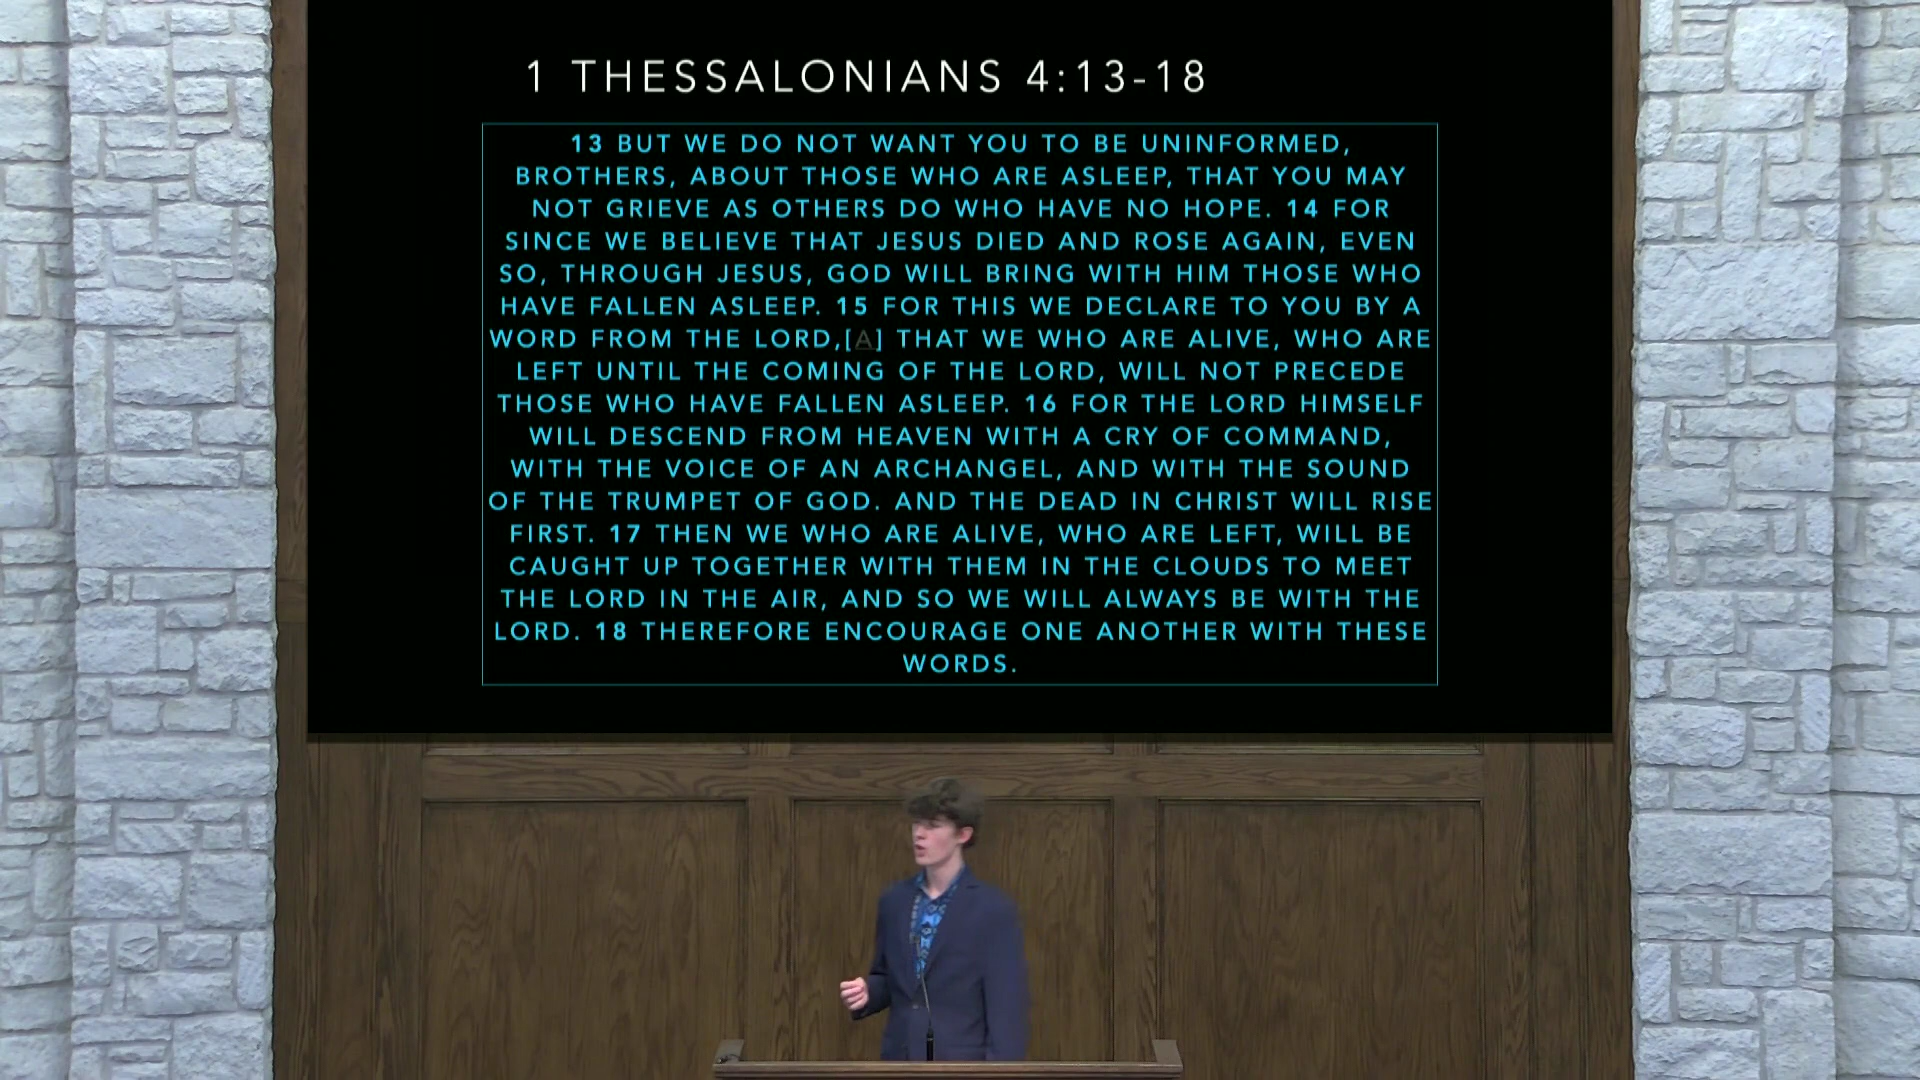 1 THESSALONIANS 4:13-18
13 BUT WE DO NOT WANT YOU TO BE UNINFORMED,
BROTHERS, ABOUT THOSE WHO ARE ASLEEP, THAT YOU MAY
NOT GRIEVE AS OTHERS DO WHO HAVE NO HOPE. 14 FOR
SINCE WE BELIEVE THAT JESUS DIED AND ROSE AGAIN, EVEN
SO, THROUGH JESUS, GOD WILL BRING WITH HIM THOSE WHO
HAVE FALLEN ASLEEP. 15 FOR THIS WE DECLARE TO YOU BY A
WORD FROM THE LORD,[A] THAT WE WHO ARE ALIVE, WHO ARE
LEFT UNTIL THE COMING OF THE LORD, WILL NOT PRECEDE
THOSE WHO HAVE FALLEN ASLEEP. 16 FOR THE LORD HIMSELF
WILL DESCEND FROM HEAVEN WITH A CRY OF COMMAND,
WITH THE VOICE OF AN ARCHANGEL, AND WITH THE SOUND
OF THE TRUMPET OF GOD. AND THE DEAD IN CHRIST WILL RISE
FIRST. 17 THEN WE WHO ARE ALIVE, WHO ARE LEFT, WILL BE
CAUGHT UP TOGETHER WITH THEM IN THE CLOUDS TO MEET
THE LORD IN THE AIR, AND SO WE WILL ALWAYS BE WITH THE
LORD. 18 THEREFORE ENCOURAGE ONE ANOTHER WITH THESE
WORDS.